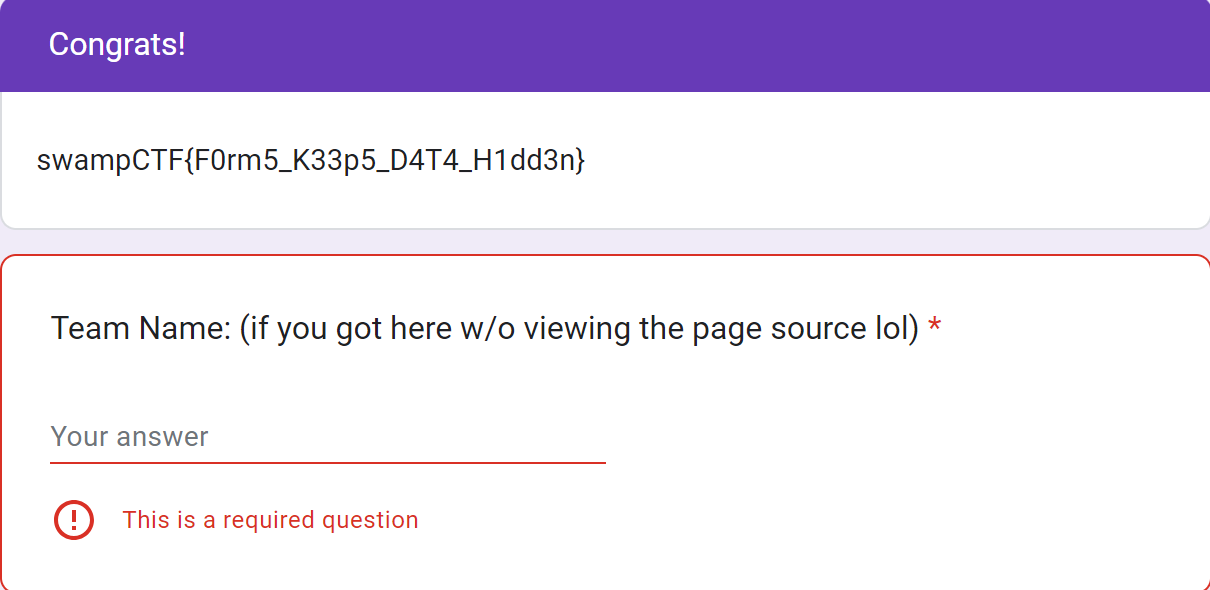 Congrats!
swampCTF{F0rm5_K33p5_D4T4_H1dd3n}
Team Name: (if you got here w/o viewing the page source lol) *
Your answer
This is a required question